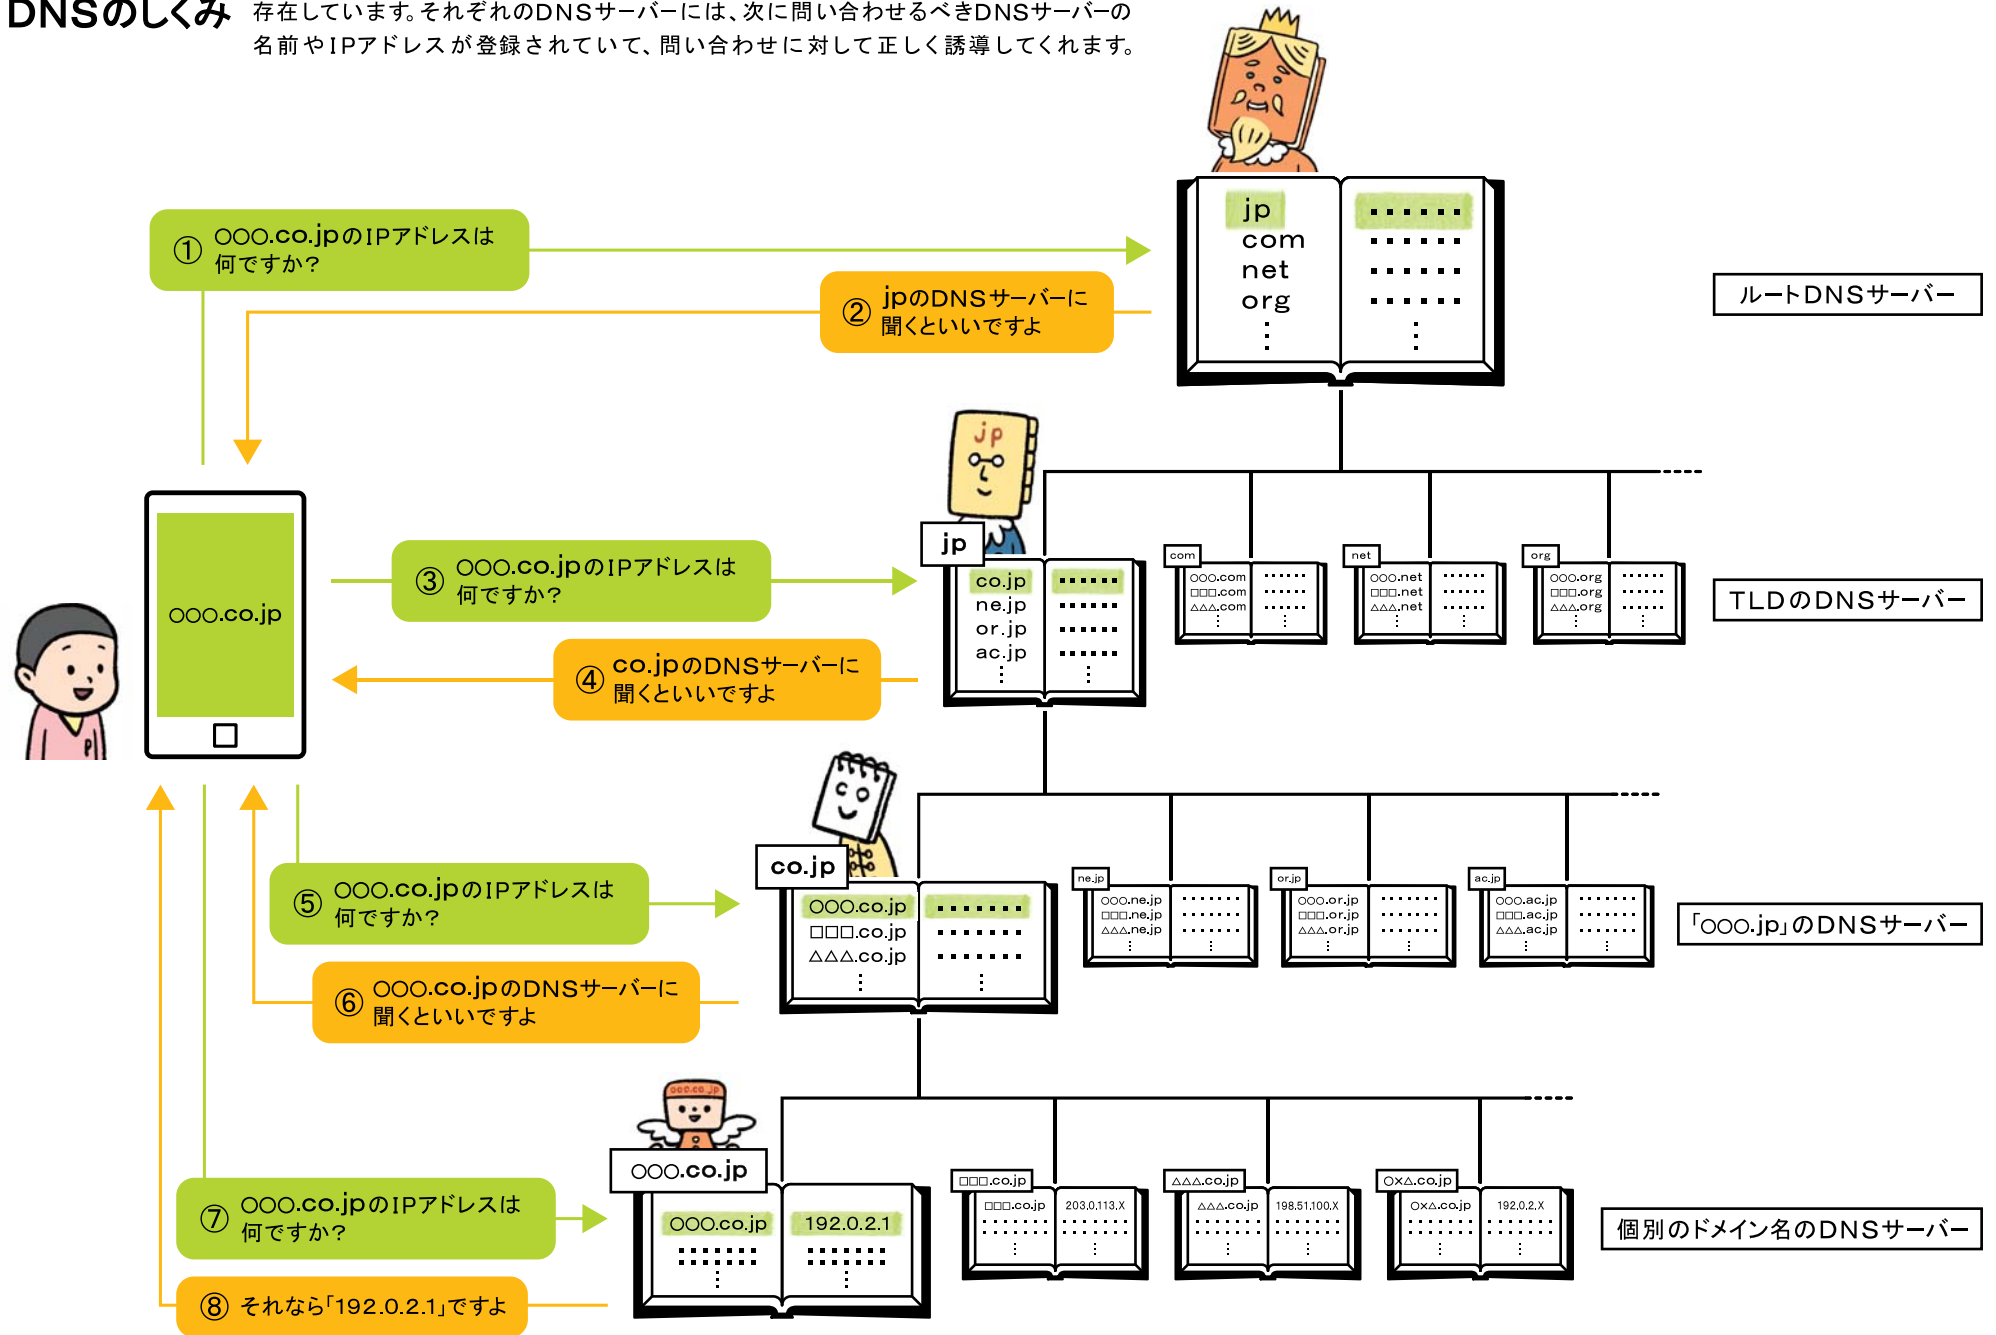 DNSのしくみ
存在しています。それぞれのDNSサーバーには、次に問い合わせるべきDNSサーバーの
名前やIPアドレスが登録されていて、問い合わせに対して正しく誘導してくれます。
① ○○○.co.jpのIPアドレスは
何ですか?
② jpのDNSサーバーに
聞くといいですよ
jp ・・・・・・
com ・・・・・・
net ・・・・・・
org ・・・・・・
⋮ ⋮
ルートDNSサーバー
○○○.co.jp
P
③ ○○○.co.jpのIPアドレスは
何ですか?
④ co.jpのDNSサーバーに
聞くといいですよ
jp
jp
co.jp ・・・・・・
ne.jp ・・・・・・
or.jp ・・・・・・
ac.jp ・・・・・・
⋮ ⋮
com
○○○.com ・・・・・・
□□□.com ・・・・・・
△△△.com ・・・・・・
⋮ ⋮
net
○○○.net ・・・・・・
□□□.net ・・・・・・
△△△.net ・・・・・・
⋮ ⋮
org
○○○.org ・・・・・・
□□□.org ・・・・・・
△△△.org ・・・・・・
⋮ ⋮
TLDのDNSサーバー
⑤ ○○○.co.jpのIPアドレスは
何ですか?
⑥ ○○○.co.jpのDNSサーバーに
聞くといいですよ
co
co.jp
○○○.co.jp ・・・・・・・
□□□.co.jp ・・・・・・・
△△△.co.jp ・・・・・・・
⋮ ⋮
ne.jp
○○○.ne.jp ・・・・・・・
□□□.ne.jp ・・・・・・・
△△△.ne.jp ・・・・・・・
⋮ ⋮
or.jp
○○○.or.jp ・・・・・・・
□□□.or.jp ・・・・・・・
△△△.or.jp ・・・・・・・
⋮ ⋮
ac.jp
○○○.ac.jp ・・・・・・・
□□□.ac.jp ・・・・・・・
△△△.ac.jp ・・・・・・・
⋮ ⋮
「○○○.jp」のDNSサーバー
⑦ ○○○.co.jpのIPアドレスは
何ですか?
⑧ それなら「192.0.2.1」ですよ
○○○.co.jp
○○○.co.jp
○○○.co.jp 192.0.2.1
・・・・・・・ ・・・・・・・
⋮ ⋮
□□□.co.jp
□□□.co.jp 203.0.113.X
・・・・・・・ ・・・・・・・
⋮ ⋮
△△△.co.jp
△△△.co.jp 198.51.100.X
・・・・・・・ ・・・・・・・
⋮ ⋮
○×△.co.jp
○×△.co.jp 192.0.2.X
・・・・・・・ ・・・・・・・
⋮ ⋮
個別のドメイン名のDNSサーバー